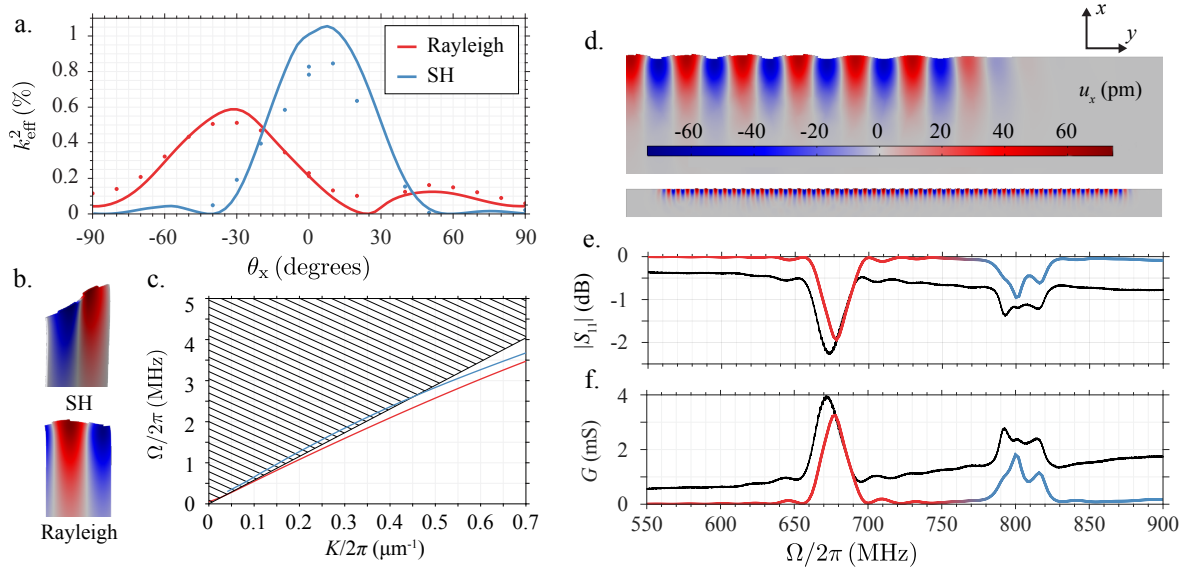 a.
k²eff (%)
1
0.8
0.6
0.4
0.2
0
-90 -60 -30 0 30 60 90
θx (degrees)
Rayleigh
SH
b.
SH
Rayleigh
c.
Ω/2π (MHz)
5
4
3
2
1
0
0 0.1 0.2 0.3 0.4 0.5 0.6 0.7
K/2π (μm⁻¹)
d.
x
y
ux (pm)
-60 -40 -20 0 20 40 60
e.
|S11| (dB)
0
-1
-2
f.
G (mS)
4
2
0
550 600 650 700 750 800 850 900
Ω/2π (MHz)